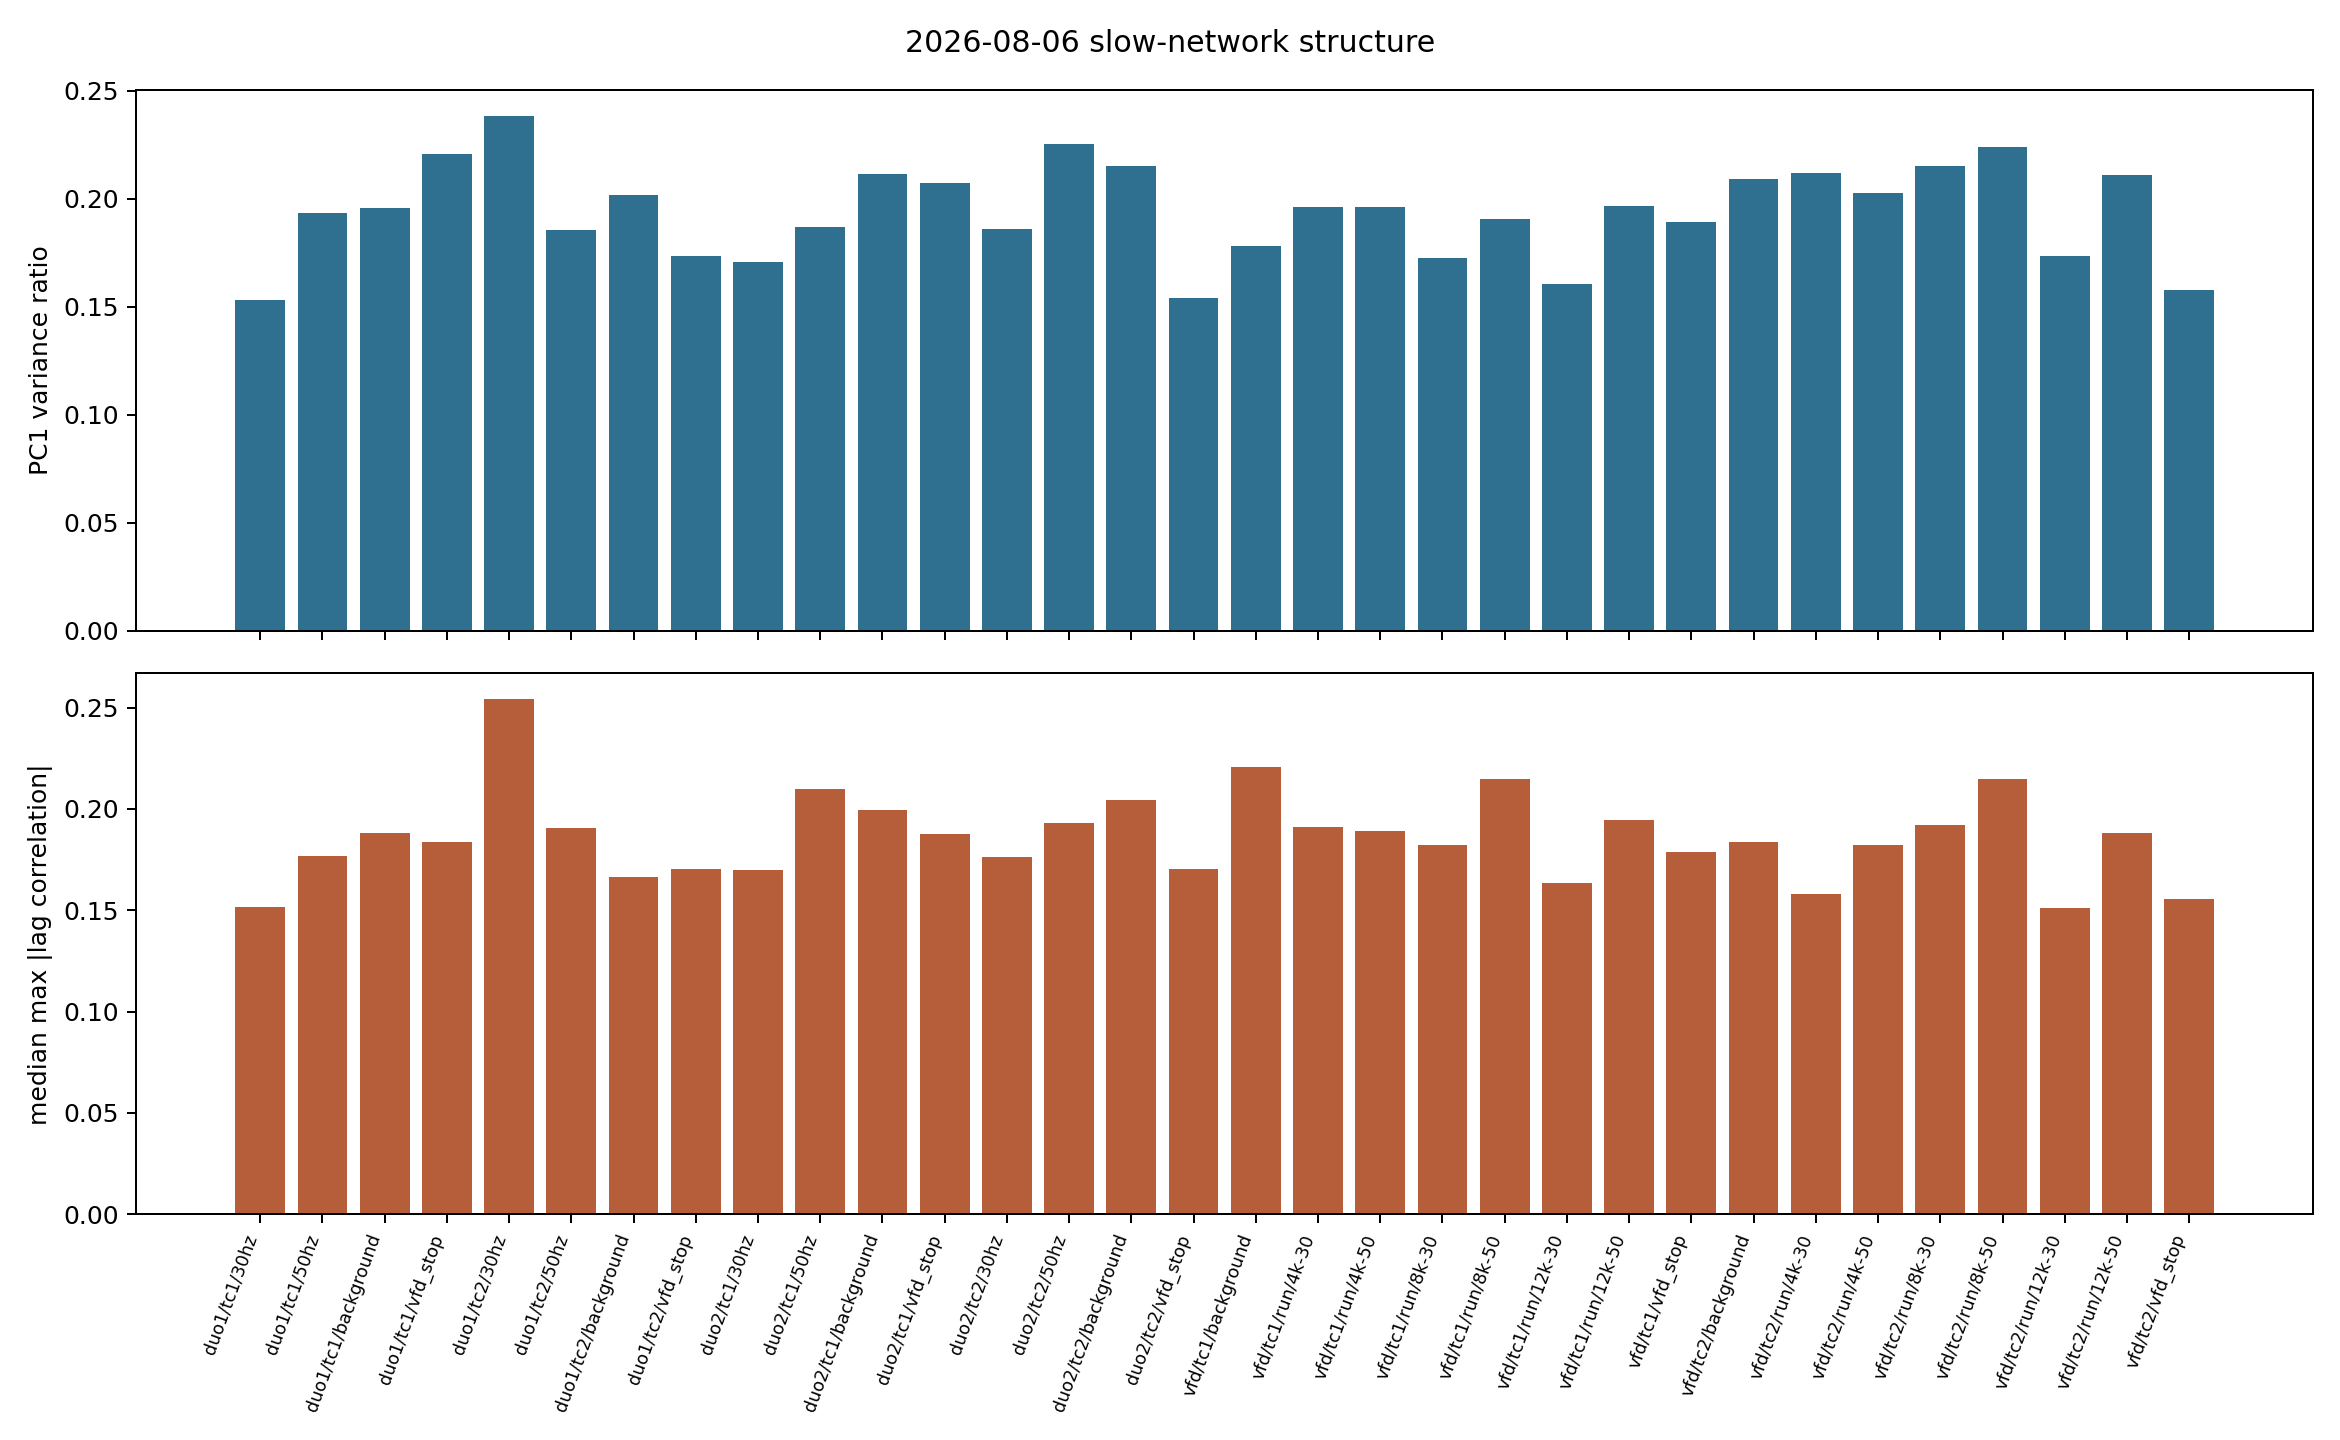 2026-08-06 slow-network structure
PC1 variance ratio
0.25
0.20
0.15
0.10
0.05
0.00
median max |lag correlation|
0.25
0.20
0.15
0.10
0.05
0.00
duo1/tc1/30hz
duo1/tc1/50hz
duo1/tc1/background
duo1/tc1/vfd_stop
duo1/tc2/30hz
duo1/tc2/50hz
duo1/tc2/background
duo1/tc2/vfd_stop
duo2/tc1/30hz
duo2/tc1/50hz
duo2/tc1/background
duo2/tc1/vfd_stop
duo2/tc2/30hz
duo2/tc2/50hz
duo2/tc2/background
duo2/tc2/vfd_stop
vfd/tc1/background
vfd/tc1/run/4k-30
vfd/tc1/run/4k-50
vfd/tc1/run/8k-30
vfd/tc1/run/8k-50
vfd/tc1/run/12k-30
vfd/tc1/run/12k-50
vfd/tc1/vfd_stop
vfd/tc2/background
vfd/tc2/run/4k-30
vfd/tc2/run/4k-50
vfd/tc2/run/8k-30
vfd/tc2/run/8k-50
vfd/tc2/run/12k-30
vfd/tc2/run/12k-50
vfd/tc2/vfd_stop